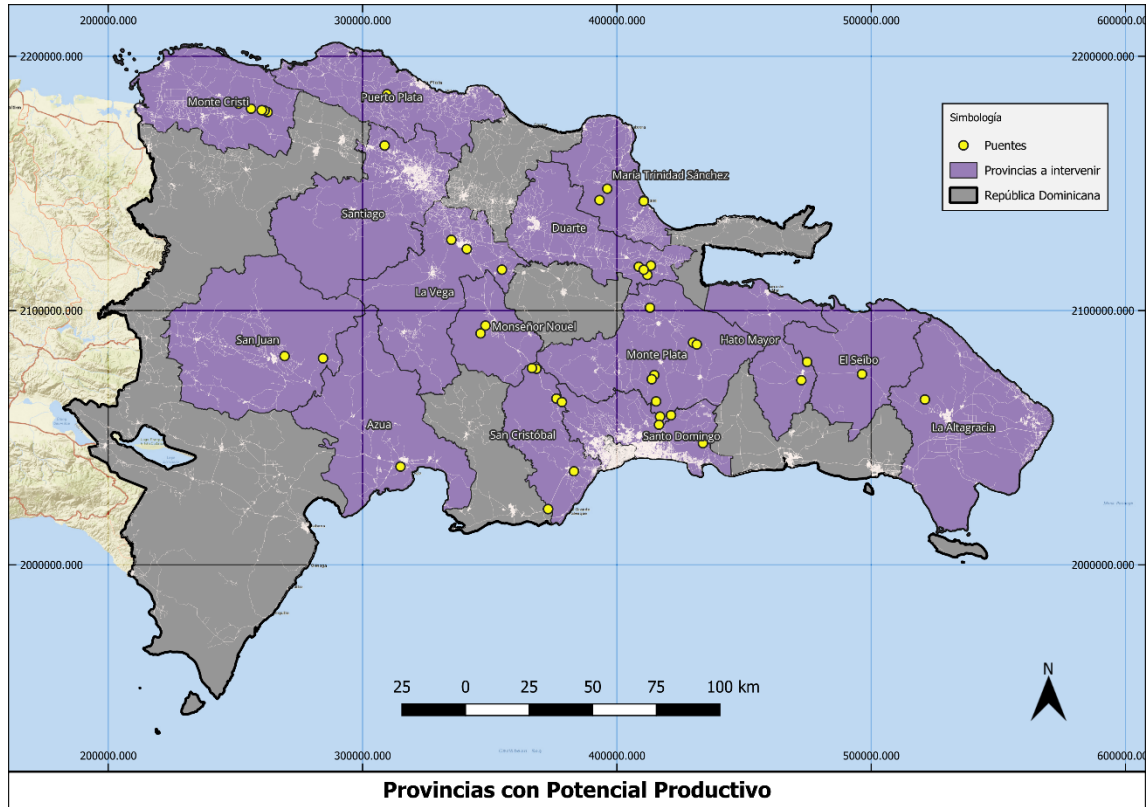 200000.000 300000.000 400000.000 500000.000 600000.000
2200000.000 2200000.000
Monte Cristi
Puerto Plata
Simbología
Puentes
Provincias a intervenir
República Dominicana
María Trinidad Sánchez
Santiago
Duarte
La Vega
2100000.000 2100000.000
Monseñor Nouel
San Juan
Monte Plata
Hato Mayor
El Seibo
Azua
San Cristóbal
Santo Domingo
La Altagracia
2000000.000 2000000.000
25 0 25 50 75 100 km
N
200000.000 300000.000 400000.000 500000.000 600000.000
Provincias con Potencial Productivo